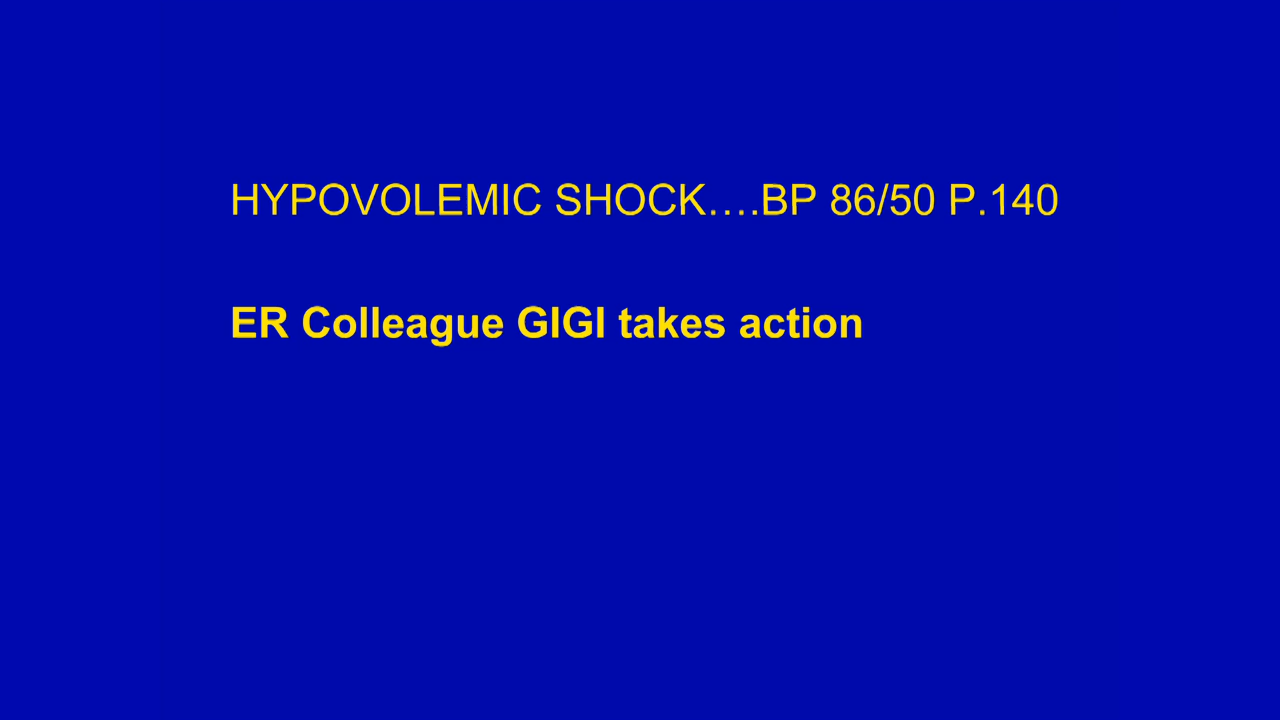 HYPOVOLEMIC SHOCK….BP 86/50 P.140
ER Colleague GIGI takes action